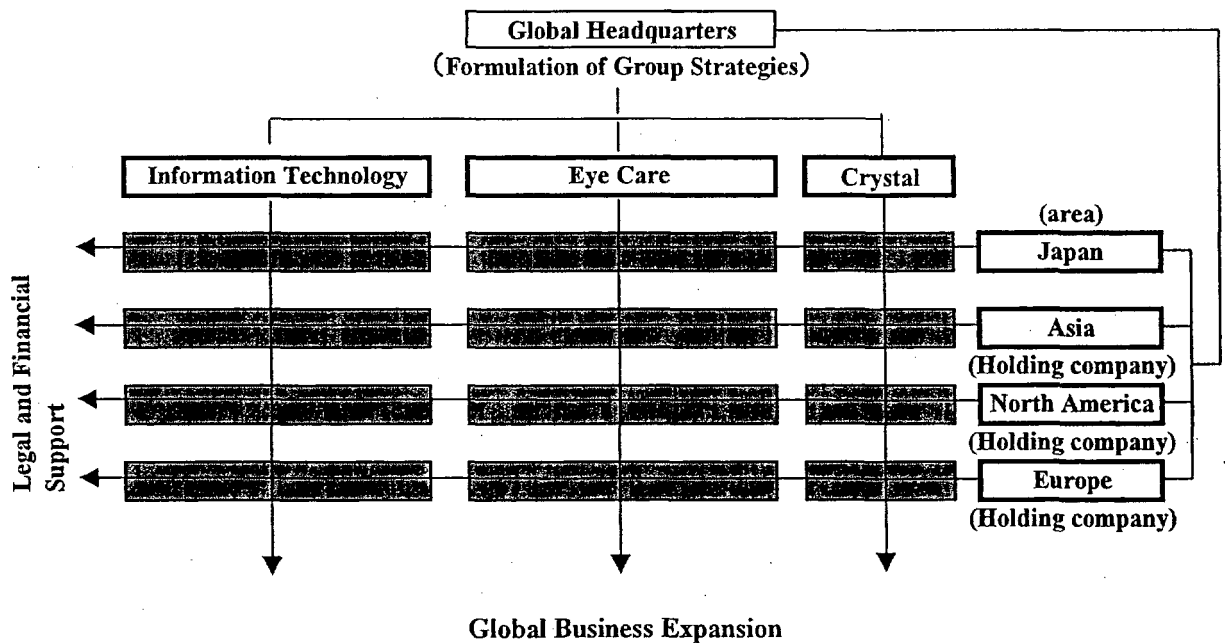 Global Headquarters
(Formulation of Group Strategies)
Information Technology
Eye Care
Crystal
(area)
Japan
Asia
(Holding company)
North America
(Holding company)
Europe
(Holding company)
Legal and Financial
Support
Global Business Expansion